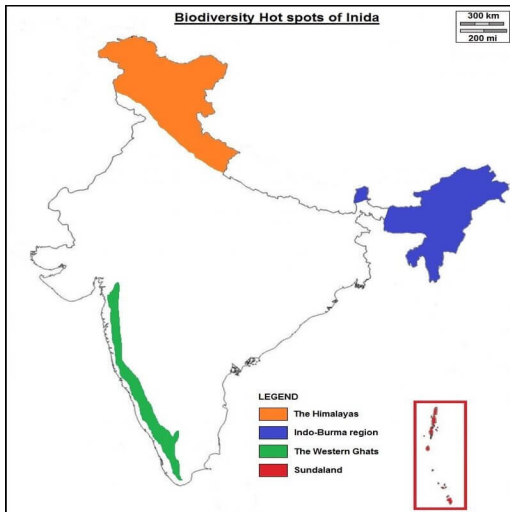 Biodiversity Hot spots of Inida
300 km
200 mi
LEGEND
The Himalayas
Indo-Burma region
The Western Ghats
Sundaland